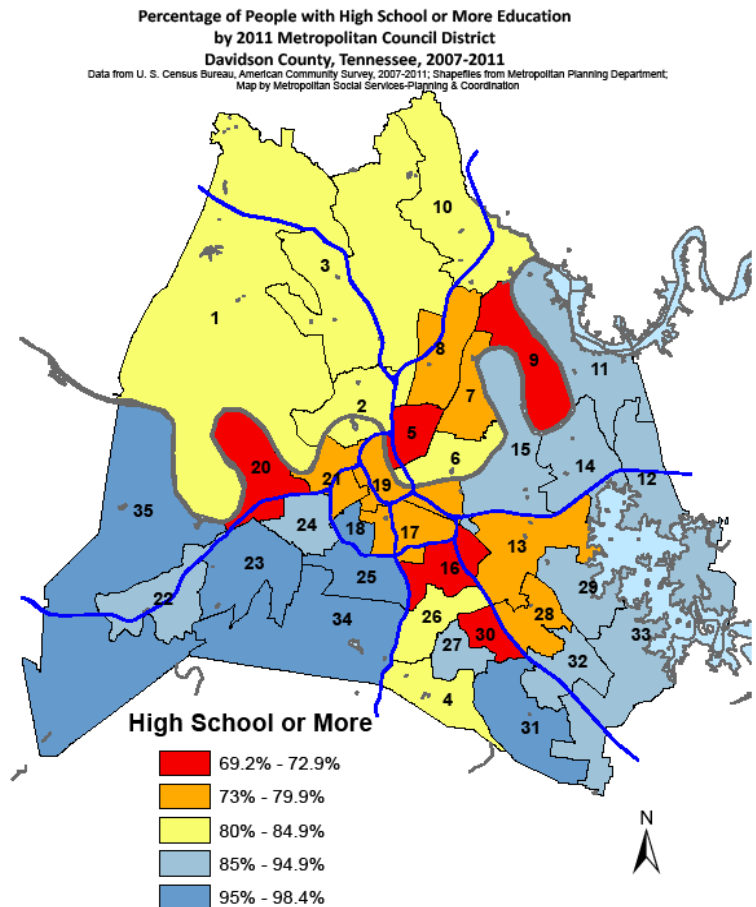 Percentage of People with High School or More Education
by 2011 Metropolitan Council District
Davidson County, Tennessee, 2007-2011
Data from U. S. Census Bureau, American Community Survey, 2007-2011; Shapefiles from Metropolitan Planning Department;
Map by Metropolitan Social Services-Planning & Coordination
10
3
1
8
9
11
7
2
5
15
6
14
20
21
19
12
35
24
18
17
13
23
25
16
29
22
34
26
28
30
33
27
32
4
31
High School or More
69.2% - 72.9%
73% - 79.9%
80% - 84.9%
85% - 94.9%
95% - 98.4%
N